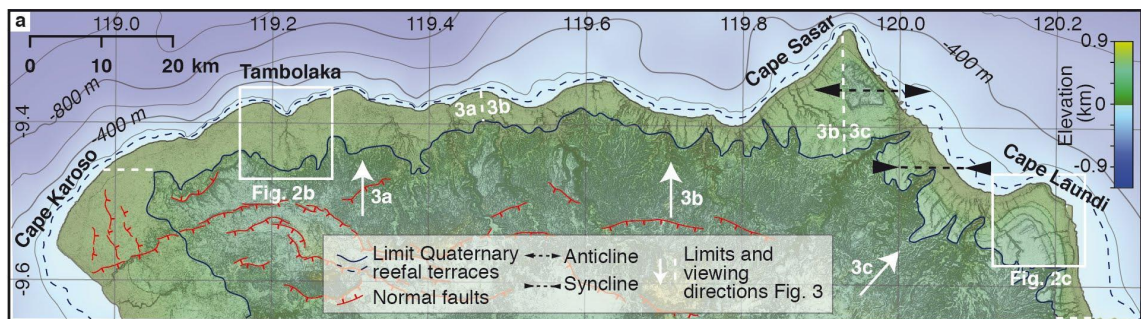 a
119.0
119.2
119.4
119.6
119.8
120.0
120.2
0 10 20 km
Tambolaka
Cape Sasar
-400 m
0.9
0
-0.9
Elevation
(km)
-800 m
-400 m
-9.4
3a 3b
3b 3c
Cape Karoso
Cape Laundi
Fig. 2b
3a
3b
3c
Fig. 2c
-9.6
Limit Quaternary
reefal terraces
Normal faults
Anticline
Syncline
Limits and
viewing
directions Fig. 3